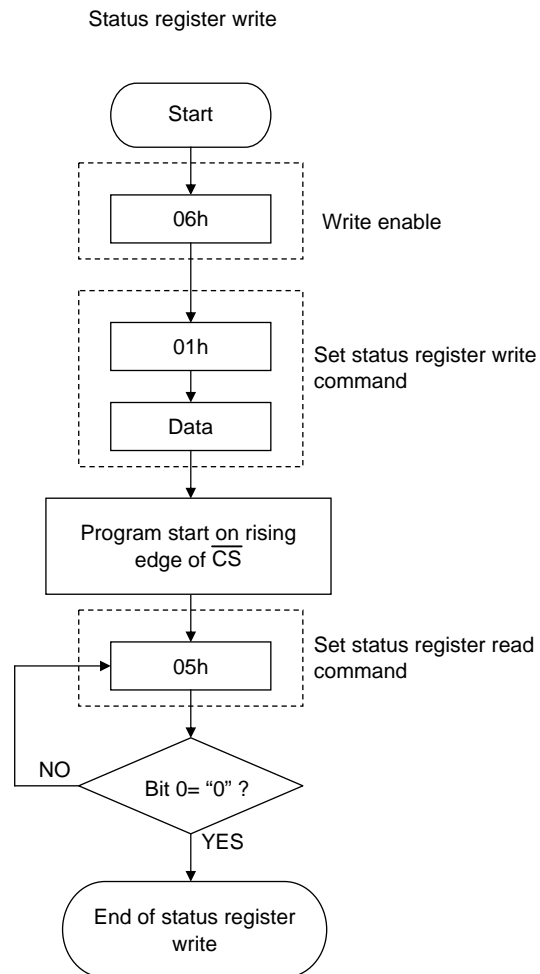 Status register write
Start
06h
Write enable
01h
Set status register write
command
Data
Program start on rising
edge of CS
05h
Set status register read
command
NO
Bit 0= “0” ?
YES
End of status register
write